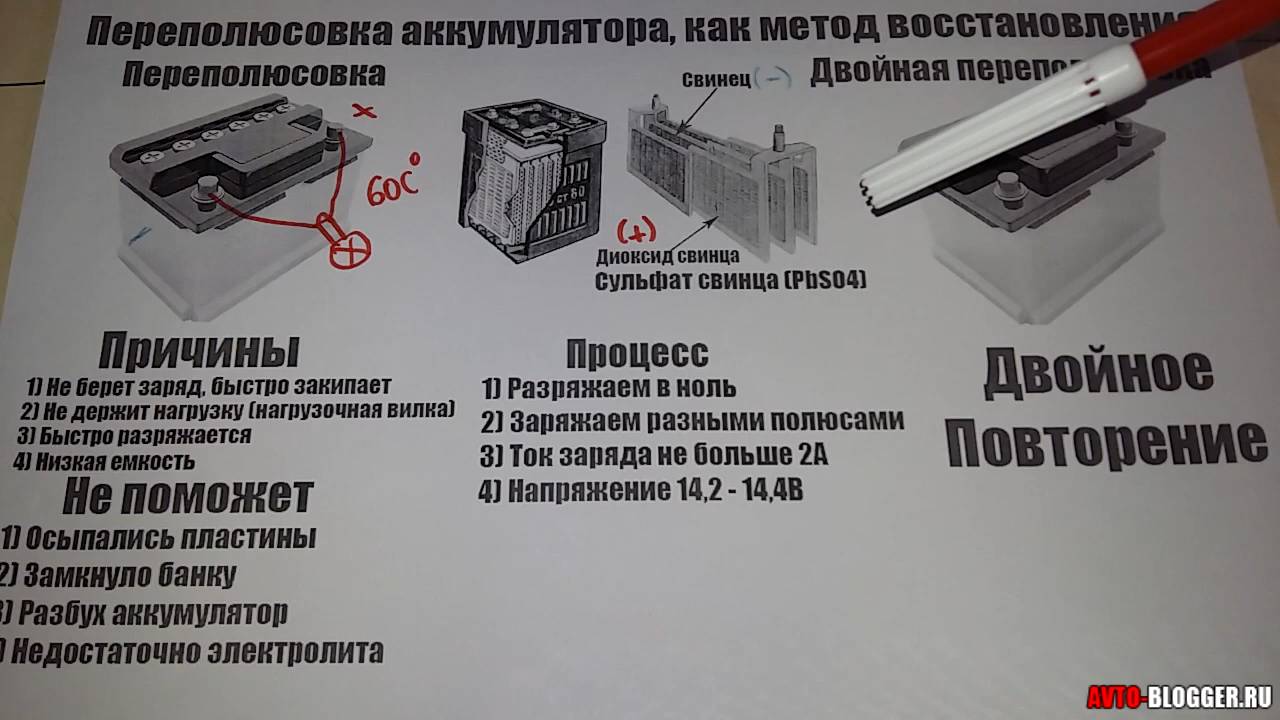 Переполюсовка аккумулятора, как метод восстановления
Переполюсовка
60С°
Свинец (-)
(+)
Диоксид свинца
Сульфат свинца (PbSO4)
СТ 60
Двойная
Причины
1) Не берет заряд, быстро закипает
2) Не держит нагрузку (нагрузочная вилка)
3) Быстро разряжается
4) Низкая емкость
Не поможет
1) Осыпались пластины
2) Замкнуло банку
3) Разбух аккумулятор
) Недостаточно электролита
Процесс
1) Разряжаем в ноль
2) Заряжаем разными полюсами
3) Ток заряда не больше 2А
4) Напряжение 14,2 - 14,4В
Двойное
Повторение
AVTO-BLOGGER.RU